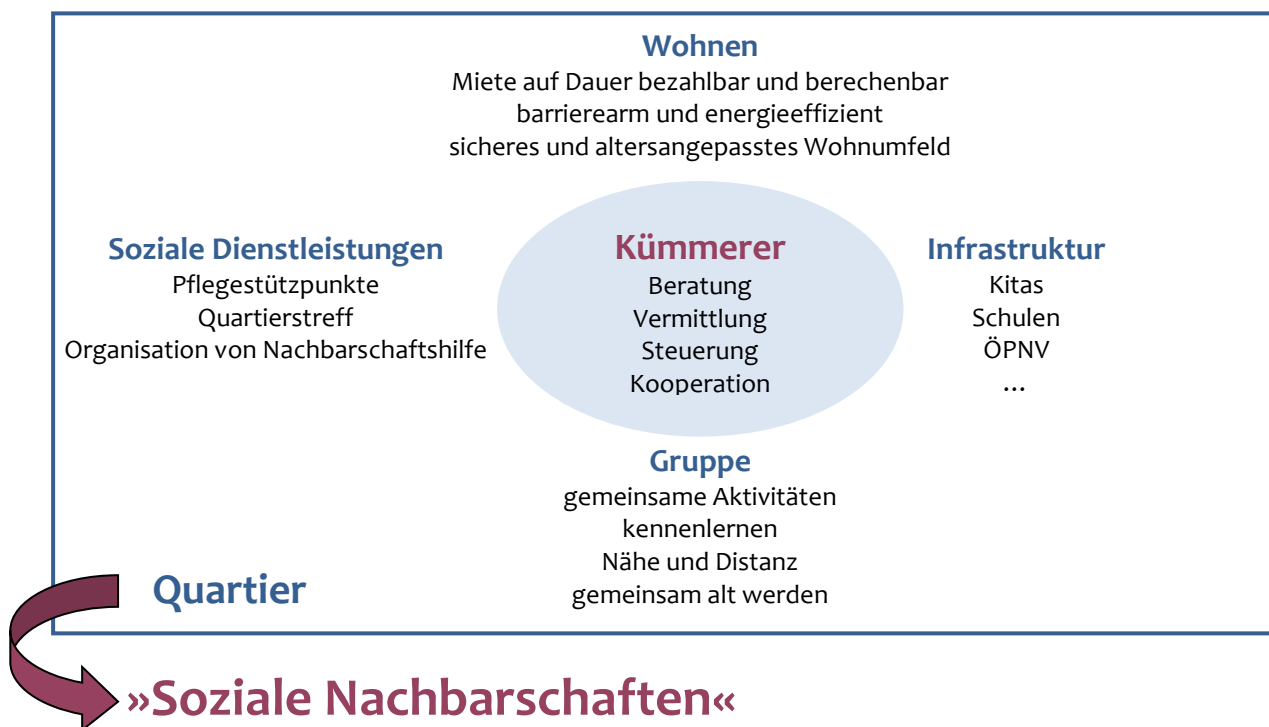 Wohnen
Miete auf Dauer bezahlbar und berechenbar
barrierearm und energieeffizient
sicheres und altersangepasstes Wohnumfeld
Soziale Dienstleistungen
Pflegestützpunkte
Quartierstreff
Organisation von Nachbarschaftshilfe
Kümmerer
Beratung
Vermittlung
Steuerung
Kooperation
Infrastruktur
Kitas
Schulen
ÖPNV
…
Gruppe
gemeinsame Aktivitäten
kennenlernen
Nähe und Distanz
gemeinsam alt werden
Quartier
»Soziale Nachbarschaften«